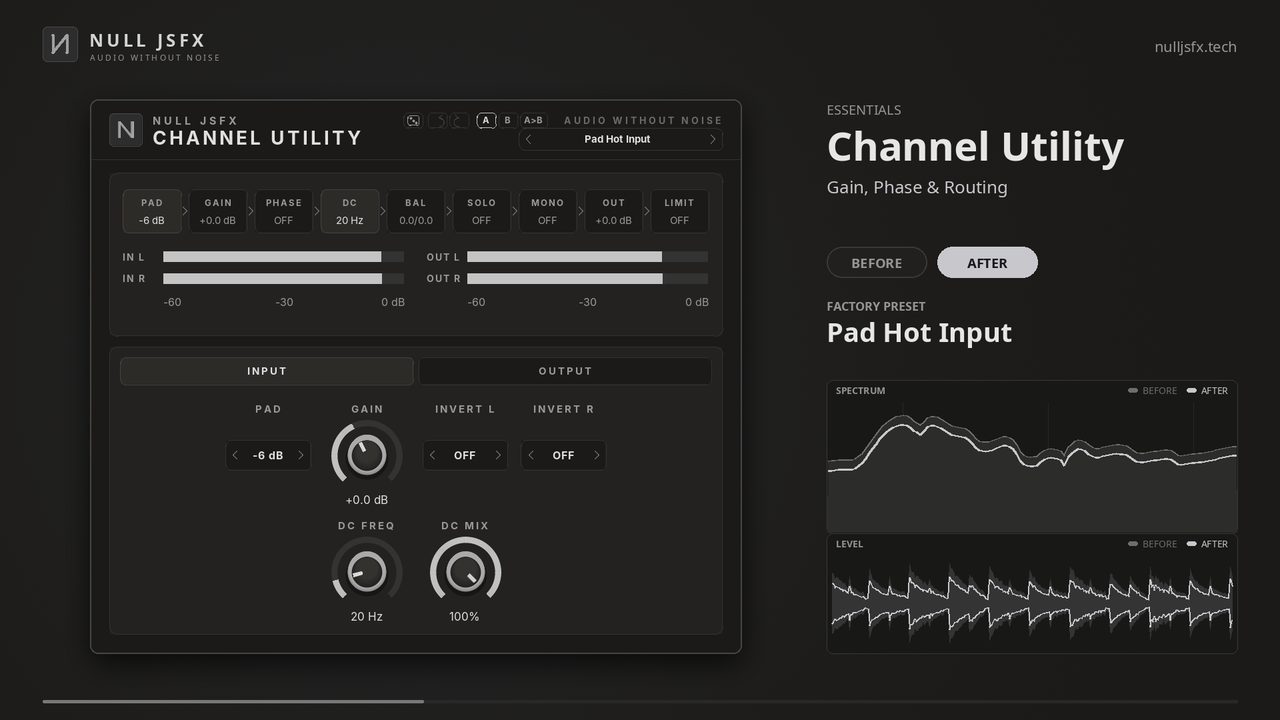 NULL JSFX
AUDIO WITHOUT NOISE
nulljsfx.tech
NULL JSFX
CHANNEL UTILITY
A B A>B
AUDIO WITHOUT NOISE
Pad Hot Input
PAD GAIN PHASE DC BAL SOLO MONO OUT LIMIT
-6 dB +0.0 dB OFF 20 Hz 0.0/0.0 OFF OFF +0.0 dB OFF
IN L OUT L
IN R OUT R
-60 -30 0 dB -60 -30 0 dB
INPUT OUTPUT
PAD GAIN INVERT L INVERT R
-6 dB OFF OFF
+0.0 dB
DC FREQ DC MIX
20 Hz 100%
ESSENTIALS
Channel Utility
Gain, Phase & Routing
BEFORE AFTER
FACTORY PRESET
Pad Hot Input
SPECTRUM BEFORE AFTER
LEVEL BEFORE AFTER